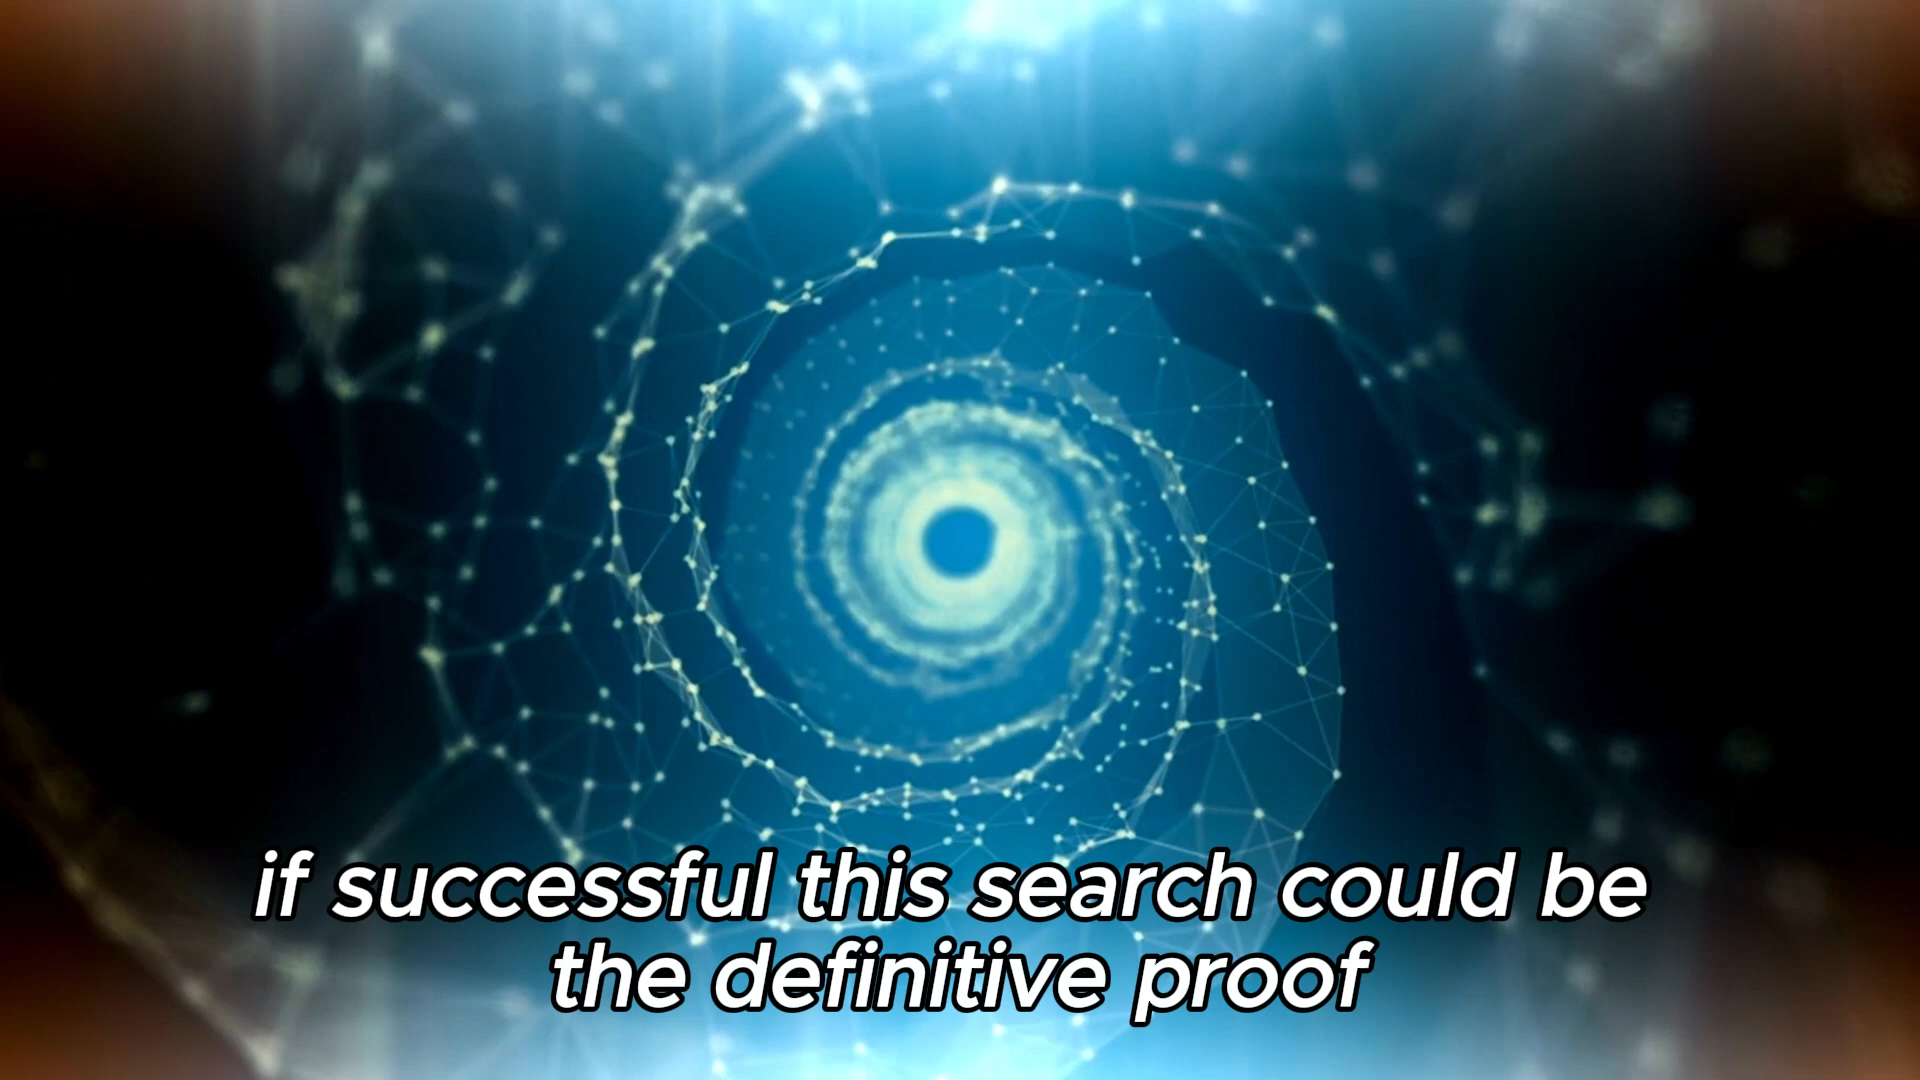 if successful this search could be
the definitive proof